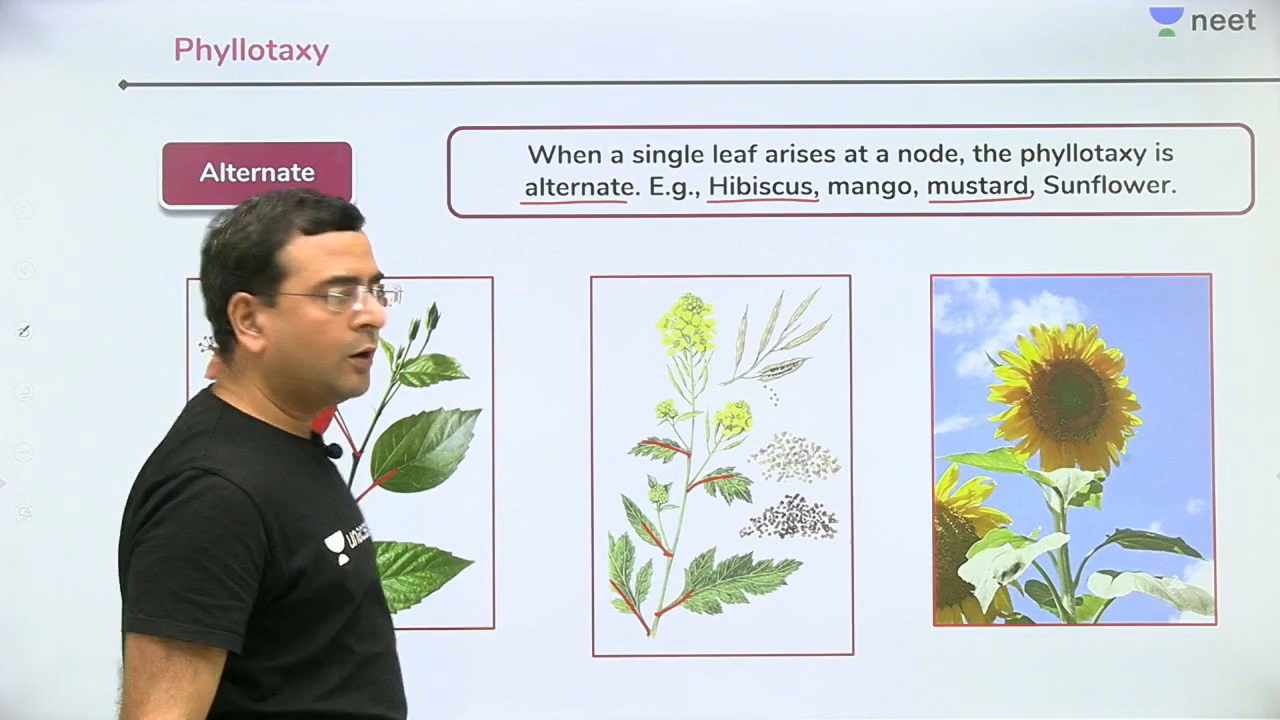 neet
Phyllotaxy
Alternate
When a single leaf arises at a node, the phyllotaxy is
alternate. E.g., Hibiscus, mango, mustard, Sunflower.